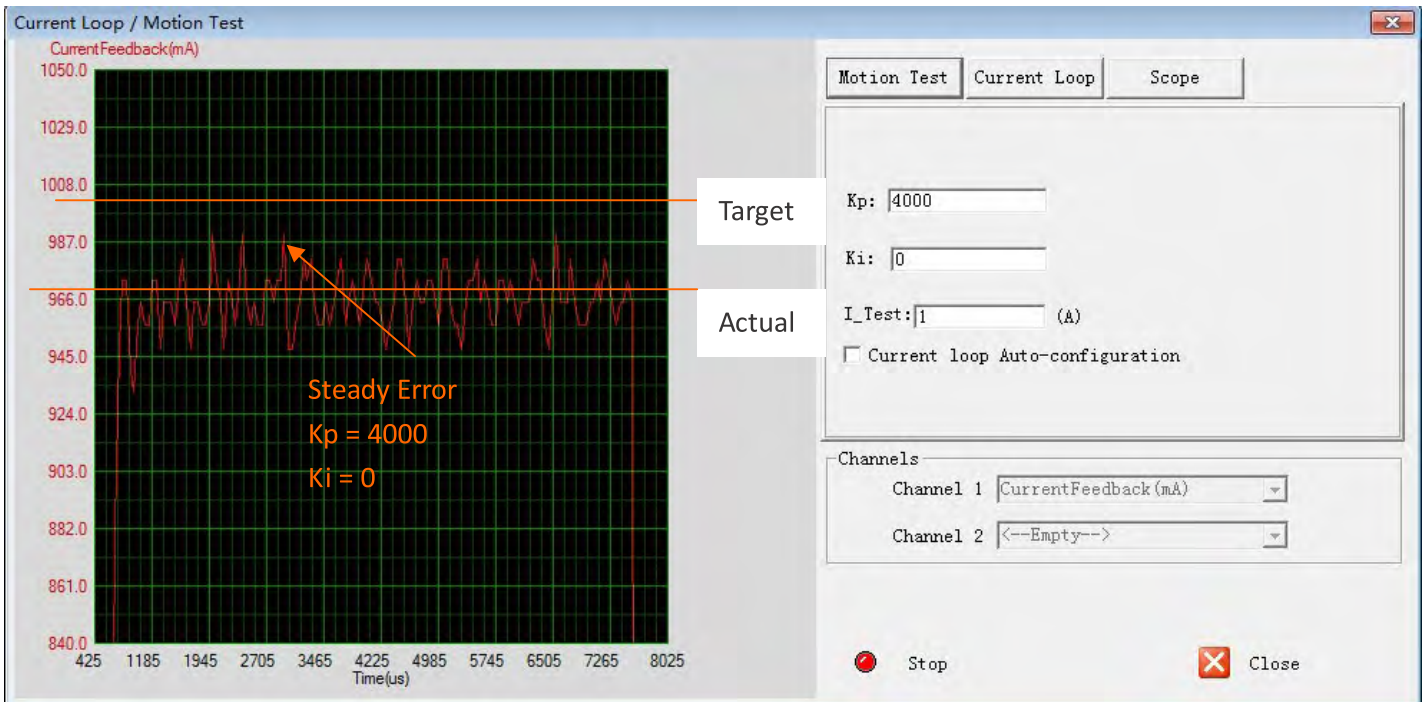 Current Loop / Motion Test
CurrentFeedback(mA)
1050.0
1029.0
1008.0
987.0
966.0
945.0
924.0
903.0
882.0
861.0
840.0
425 1185 1945 2705 3465 4225 4985 5745 6505 7265 8025
Time(us)
Target
Actual
Steady Error
Kp = 4000
Ki = 0
Motion Test Current Loop Scope
Kp: 4000
Ki: 0
I_Test: 1 (A)
Current loop Auto-configuration
Channels
Channel 1 CurrentFeedback(mA)
Channel 2 <--Empty-->
Stop Close